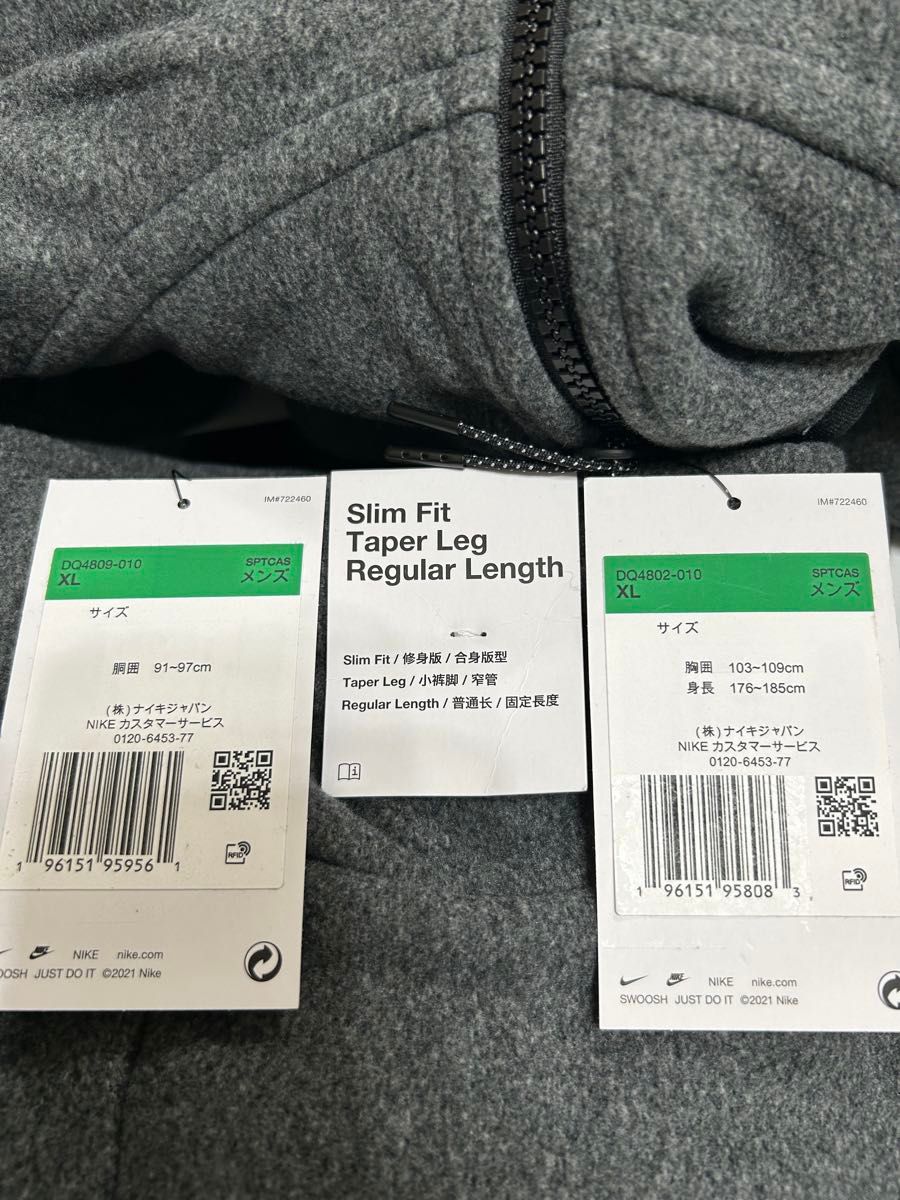 IM#722460
DQ4809-010
SPTCAS
XL
メンズ
サイズ
胴囲 91~97cm
(株)ナイキジャパン
NIKE カスタマーサービス
0120-6453-77
1 96151 95956 1
RFID
NIKE nike.com
OOSH JUST DO IT ©2021 Nike
Slim Fit
Taper Leg
Regular Length
Slim Fit / 修身版 / 合身版型
Taper Leg / 小裤脚 / 窄管
Regular Length / 普通长 / 固定長度
IM#722460
DQ4802-010
SPTCAS
XL
メンズ
サイズ
胸囲 103~109cm
身長 176~185cm
(株)ナイキジャパン
NIKE カスタマーサービス
0120-6453-77
1 96151 95808 3
RFID
NIKE nike.com
SWOOSH JUST DO IT ©2021 Nike